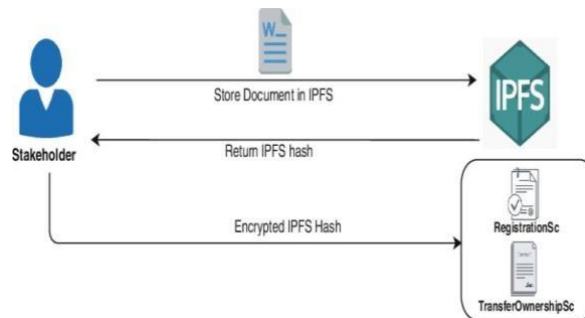 W
Store Document in IPFS
IPFS
Return IPFS hash
Stakeholder
Encrypted IPFS Hash
RegistrationSc
TransferOwnershipSc